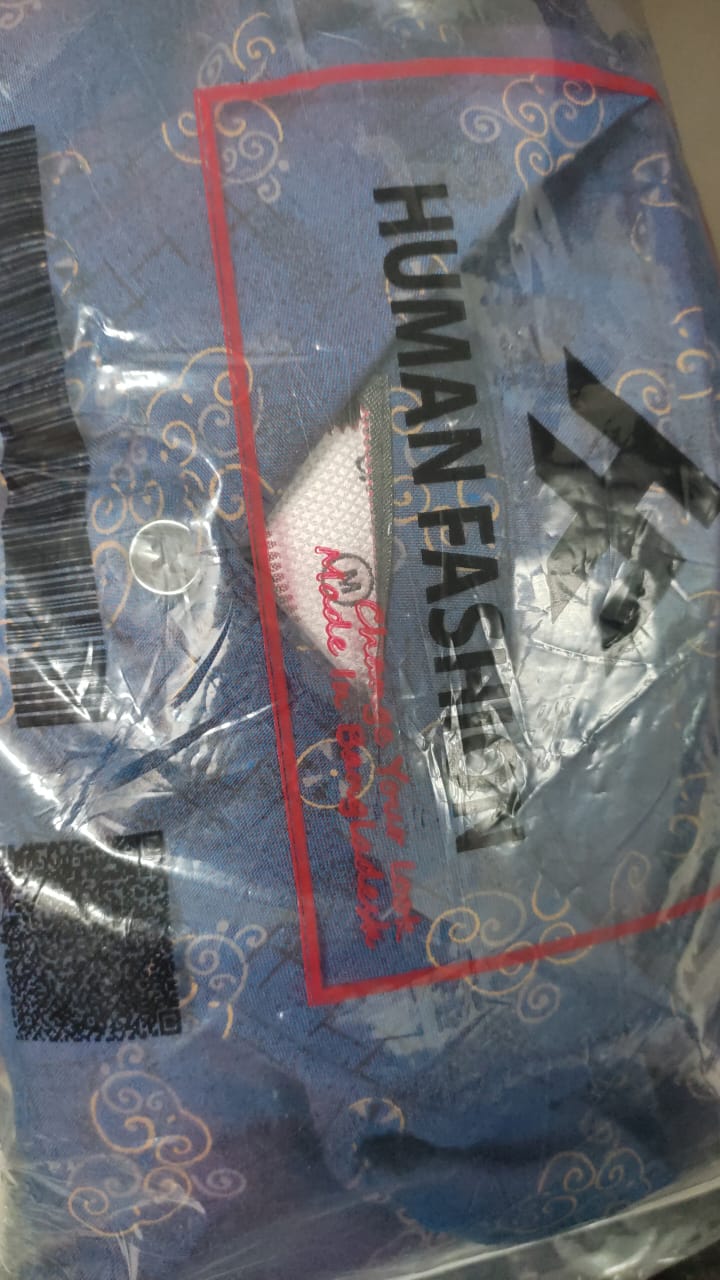 HUMAN FASHION
M
Change Your Look
Made In Bangladesh